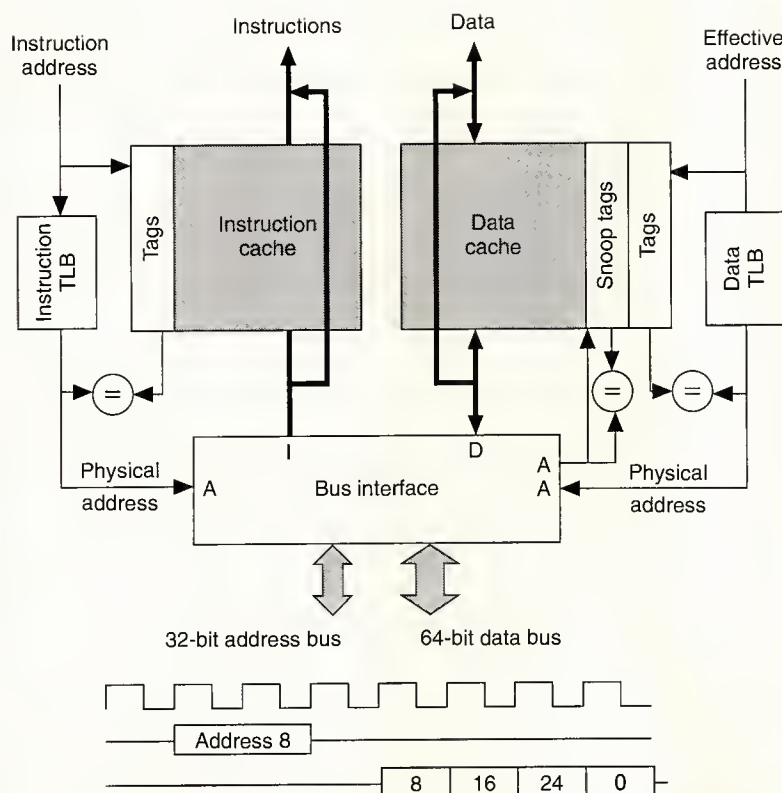 Instructions
Data
Instruction
address
Effective
address
Instruction
TLB
Tags
Instruction
cache
Data
cache
Snoop tags
Tags
Data
TLB
=
=
=
I
D
A
Bus interface
A
A
Physical
address
Physical
address
32-bit address bus
64-bit data bus
Address 8
8
16
24
0